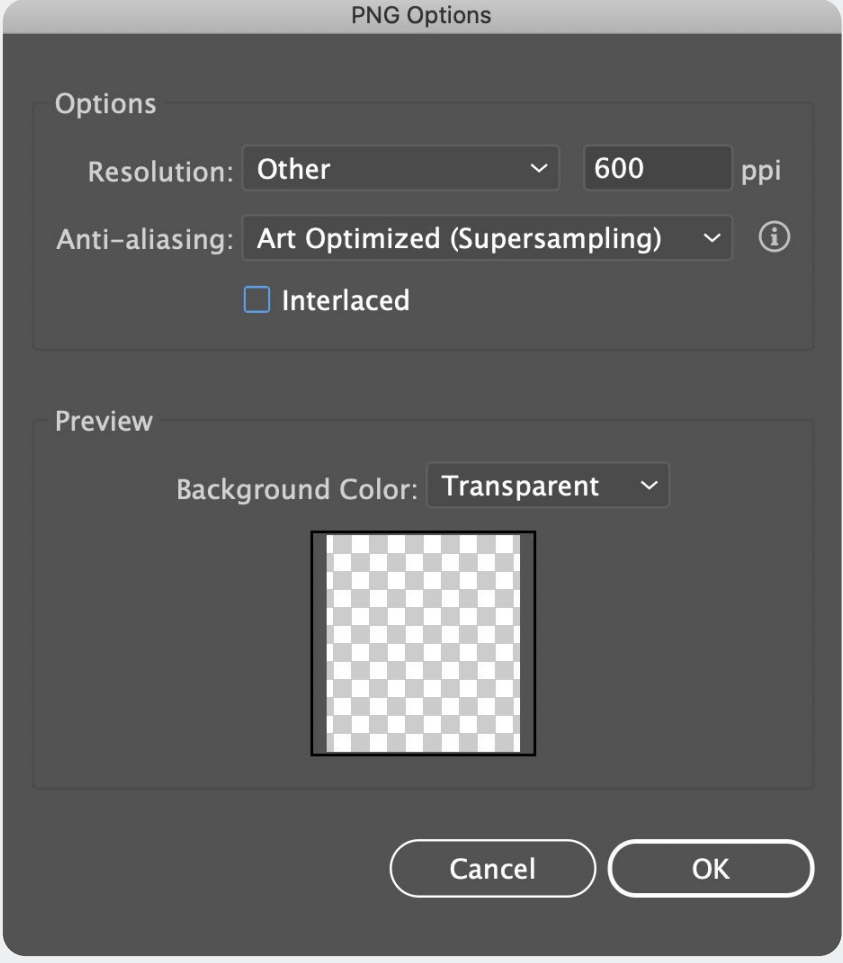 PNG Options
Options
Resolution: Other 600 ppi
Anti-aliasing: Art Optimized (Supersampling)
Interlaced
Preview
Background Color: Transparent
Cancel OK